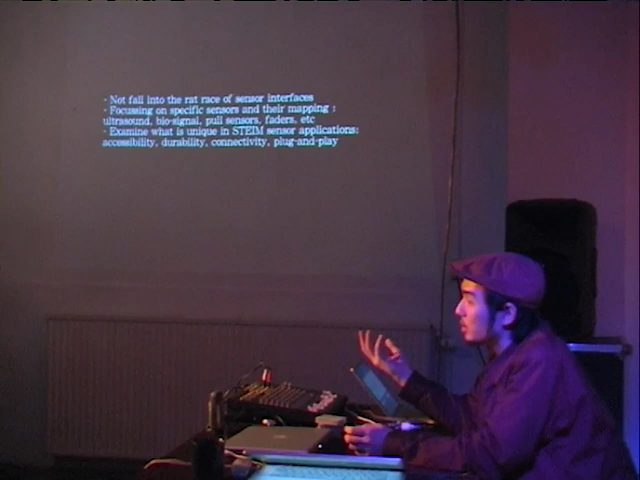 - Not fall into the rat race of sensor interfaces
- Focussing on specific sensors and their mapping :
ultrasound, bio-signal, pull sensors, faders, etc
- Examine what is unique in STEIM sensor applications:
accessibility, durability, connectivity, plug-and-play